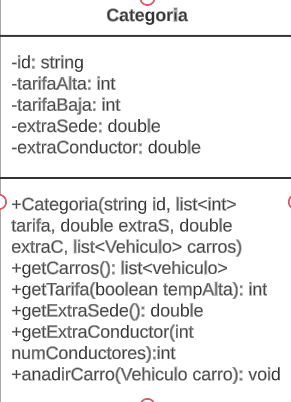 Categoria
-id: string
-tarifaAlta: int
-tarifaBaja: int
-extraSede: double
-extraConductor: double
+Categoria(string id, list<int>
tarifa, double extraS, double
extraC, list<Vehiculo> carros)
+getCarros(): list<vehiculo>
+getTarifa(boolean tempAlta): int
+getExtraSede(): double
+getExtraConductor(int
numConductores):int
+anadirCarro(Vehiculo carro): void